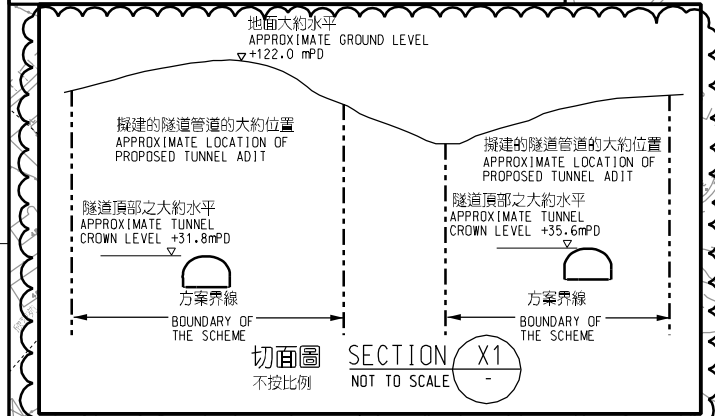 地面大約水平
APPROXIMATE GROUND LEVEL
+122.0 mPD
擬建的隧道管道的大約位置
APPROXIMATE LOCATION OF
PROPOSED TUNNEL ADIT
隧道頂部之大約水平
APPROXIMATE TUNNEL
CROWN LEVEL +31.8mPD
方案界線
BOUNDARY OF
THE SCHEME
擬建的隧道管道的大約位置
APPROXIMATE LOCATION OF
PROPOSED TUNNEL ADIT
隧道頂部之大約水平
APPROXIMATE TUNNEL
CROWN LEVEL +35.6mPD
方案界線
BOUNDARY OF
THE SCHEME
切面圖 SECTION X1
不按比例 NOT TO SCALE -